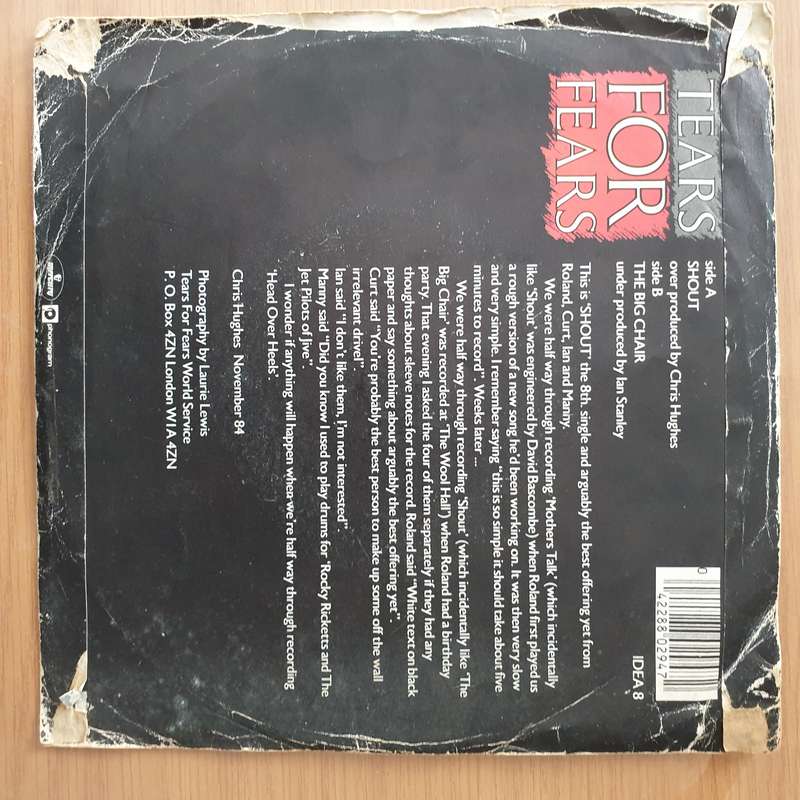 TEARS
FOR
FEARS
side A
SHOUT
over produced by Chris Hughes
side B
THE BIG CHAIR
under produced by Ian Stanley
IDEA 8
0
42288 02947
This is 'SHOUT' the 8th. single and arguably the best offering yet from
Roland, Curt, Ian and Manny.
We were half way through recording 'Mothers Talk' (which incidentally
like 'Shout' was engineered by David Bascombe) when Roland first played us
a rough version of a new song he'd been working on. It was then very slow
and very simple. I remember saying "this is so simple it should take about five
minutes to record". Weeks later ...
We were half way through recording 'Shout' (which incidentally like 'The
Big Chair' was recorded at 'The Wool Hall') when Roland had a birthday
party. That evening I asked the four of them separately if they had any
thoughts about sleeve notes for the record. Roland said "White text on black
paper and say something about arguably the best offering yet".
Curt said "You're probably the best person to make up some off the wall
irrelevant drivel".
Ian said "I don't like them, I'm not interested".
Manny said "Did you know I used to play drums for 'Rocky Ricketts and The
Jet Pilots of Jive".
I wonder if anything will happen when we're half way through recording
'Head Over Heels'.
Chris Hughes November 84
Photography by Laurie Lewis
Tears For Fears World Service
P. O. Box 4ZN London W1A 4ZN
mercury
phonogram